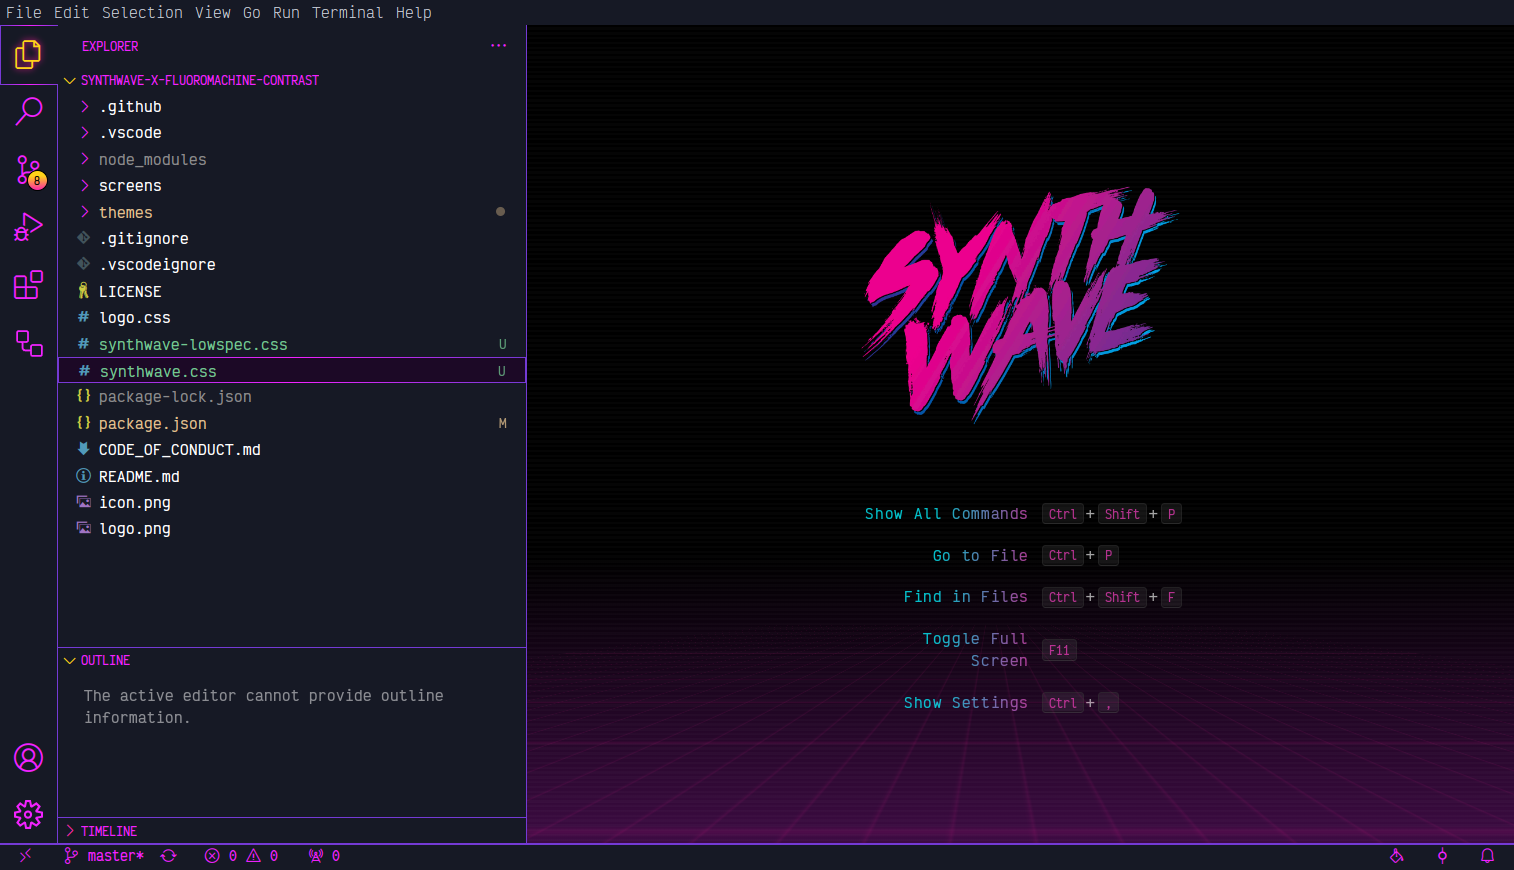 File Edit Selection View Go Run Terminal Help
EXPLORER
SYNTHWAVE-X-FLUOROMACHINE-CONTRAST
.github
.vscode
node_modules
screens
themes
.gitignore
.vscodeignore
LICENSE
logo.css
synthwave-lowspec.css U
synthwave.css U
package-lock.json
package.json M
CODE_OF_CONDUCT.md
README.md
icon.png
logo.png
OUTLINE
The active editor cannot provide outline
information.
TIMELINE
8
SYNTH
WAVE
Show All Commands Ctrl + Shift + P
Go to File Ctrl + P
Find in Files Ctrl + Shift + F
Toggle Full
Screen F11
Show Settings Ctrl + ,
master* 0 0 0